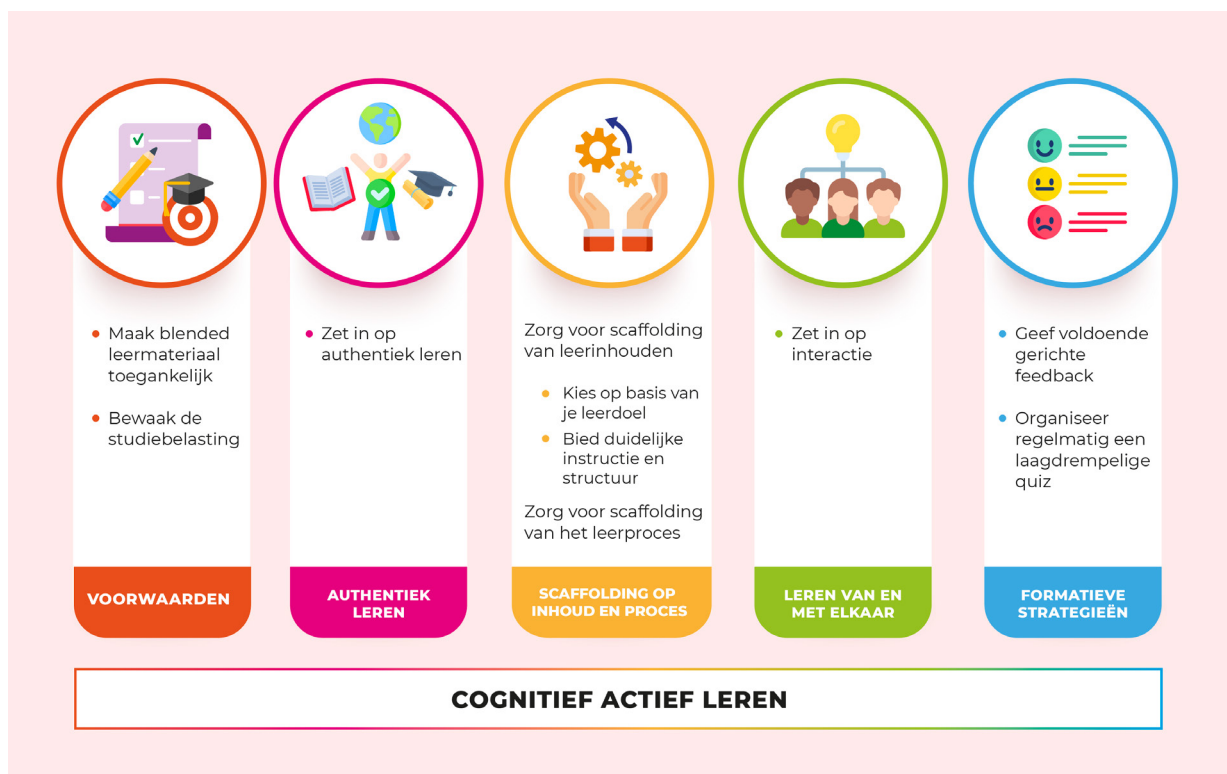 Maak blended
leermateriaal
toegankelijk
Bewaak de
studiebelasting
VOORWAARDEN
Zet in op
authentiek leren
AUTHENTIEK
LEREN
Zorg voor scaffolding
van leerinhouden
Kies op basis van
je leerdoel
Bied duidelijke
instructie en
structuur
Zorg voor scaffolding
van het leerproces
SCAFFOLDING OP
INHOUD EN PROCES
Zet in op
interactie
LEREN VAN EN
MET ELKAAR
Geef voldoende
gerichte
feedback
Organiseer
regelmatig een
laagdrempelige
quiz
FORMATIEVE
STRATEGIEËN
COGNITIEF ACTIEF LEREN